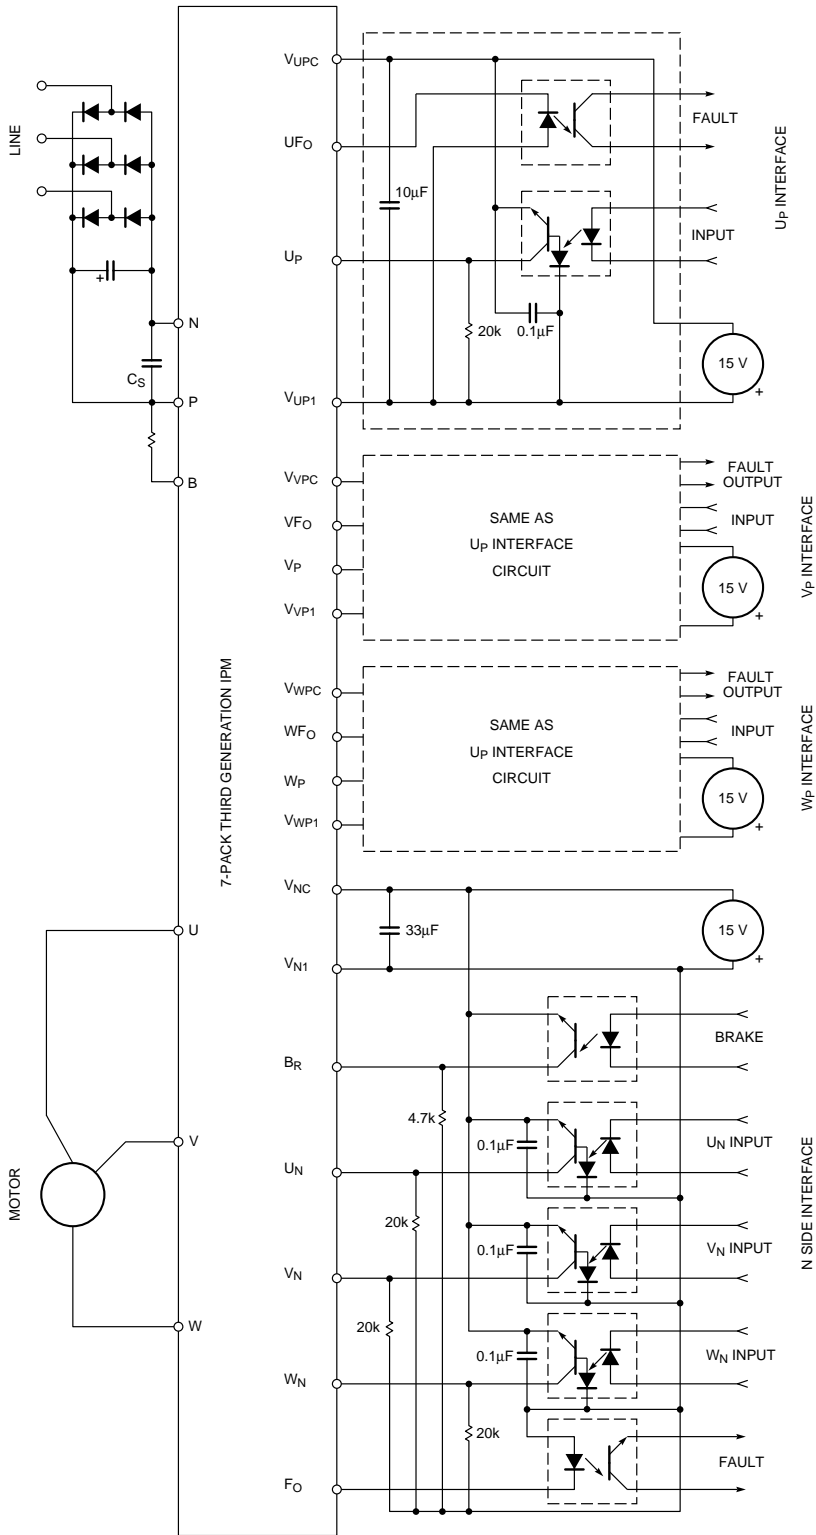 LINE
N
C_S
P
B
7-PACK THIRD GENERATION IPM
U
V
W
MOTOR
V_UPC
UF_O
U_P
V_UP1
10μF
20k
0.1μF
FAULT
INPUT
15 V
+
+
U_P INTERFACE
V_VPC
VF_O
V_P
V_VP1
SAME AS
U_P INTERFACE
CIRCUIT
FAULT
OUTPUT
INPUT
15 V
+
V_P INTERFACE
V_WPC
WF_O
W_P
V_WP1
SAME AS
U_P INTERFACE
CIRCUIT
FAULT
OUTPUT
INPUT
15 V
+
W_P INTERFACE
V_NC
33μF
V_N1
15 V
+
B_R
BRAKE
4.7k
0.1μF
U_N INPUT
U_N
20k
0.1μF
V_N INPUT
V_N
20k
0.1μF
W_N INPUT
W_N
20k
F_O
FAULT
N SIDE INTERFACE